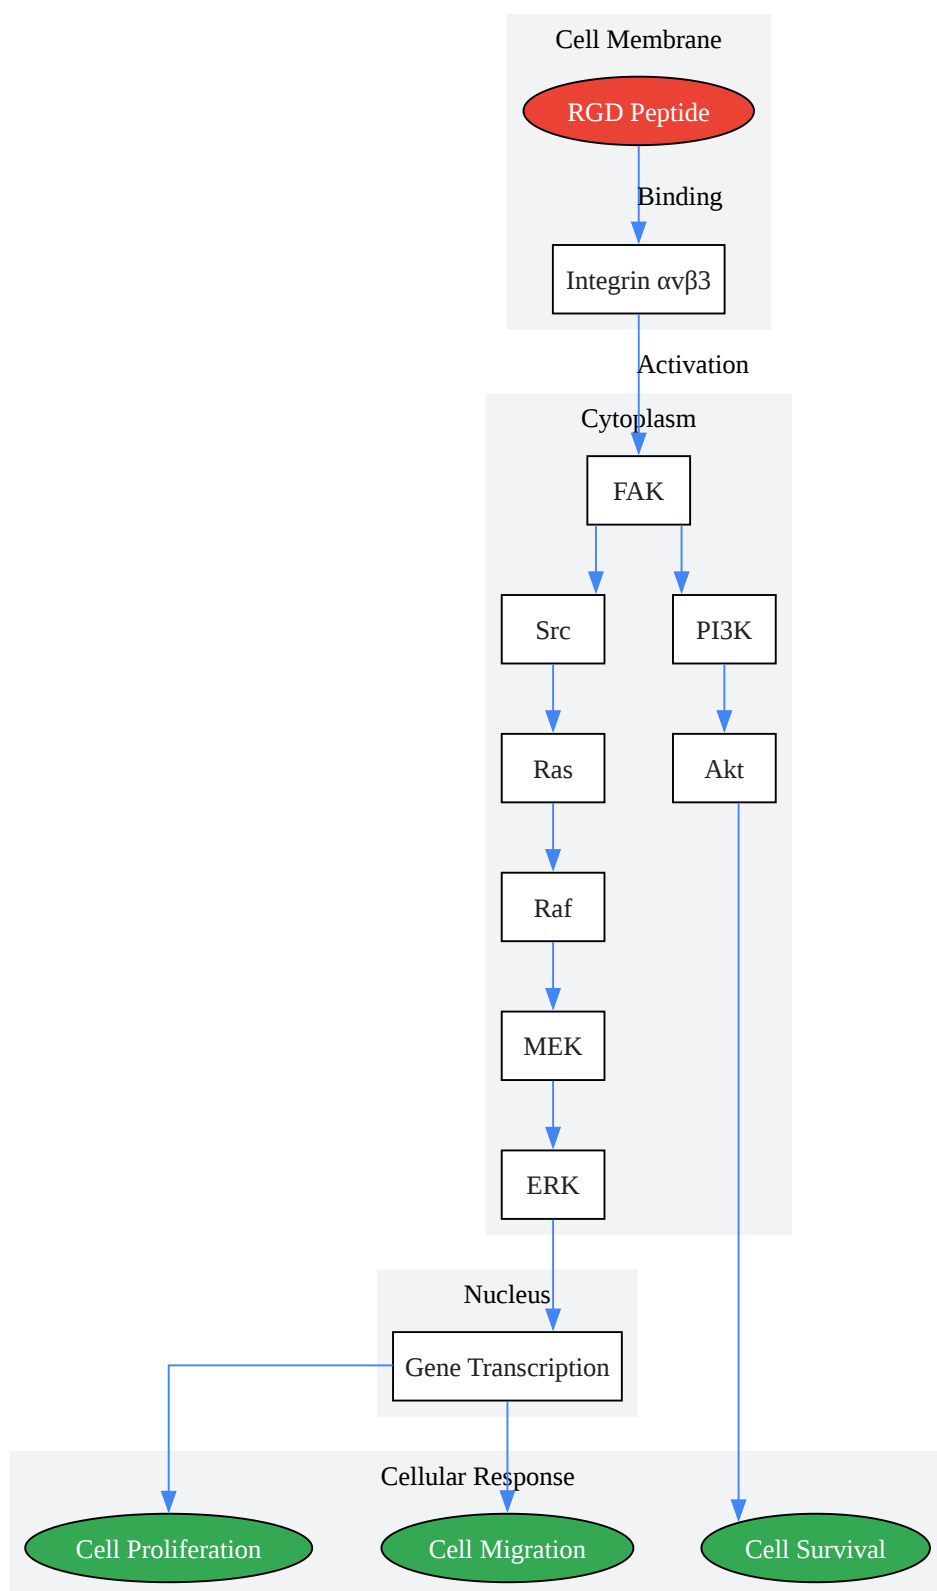 Cell Membrane
RGD Peptide
Binding
Integrin αvβ3
Activation
Cytoplasm
FAK
Src
PI3K
Ras
Akt
Raf
MEK
ERK
Nucleus
Gene Transcription
Cellular Response
Cell Proliferation
Cell Migration
Cell Survival